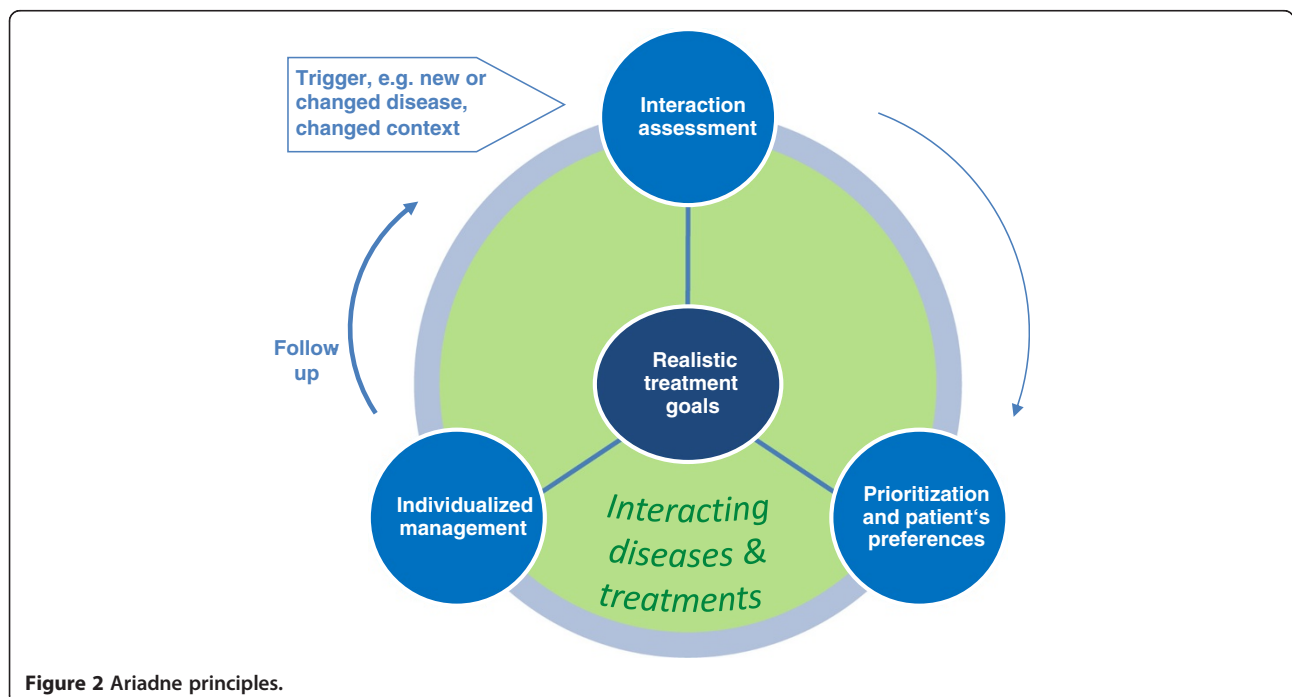 Trigger, e.g. new or
changed disease,
changed context
Interaction
assessment
Follow
up
Realistic
treatment
goals
Individualized
management
Prioritization
and patient‘s
preferences
Interacting
diseases &
treatments
Figure 2 Ariadne principles.